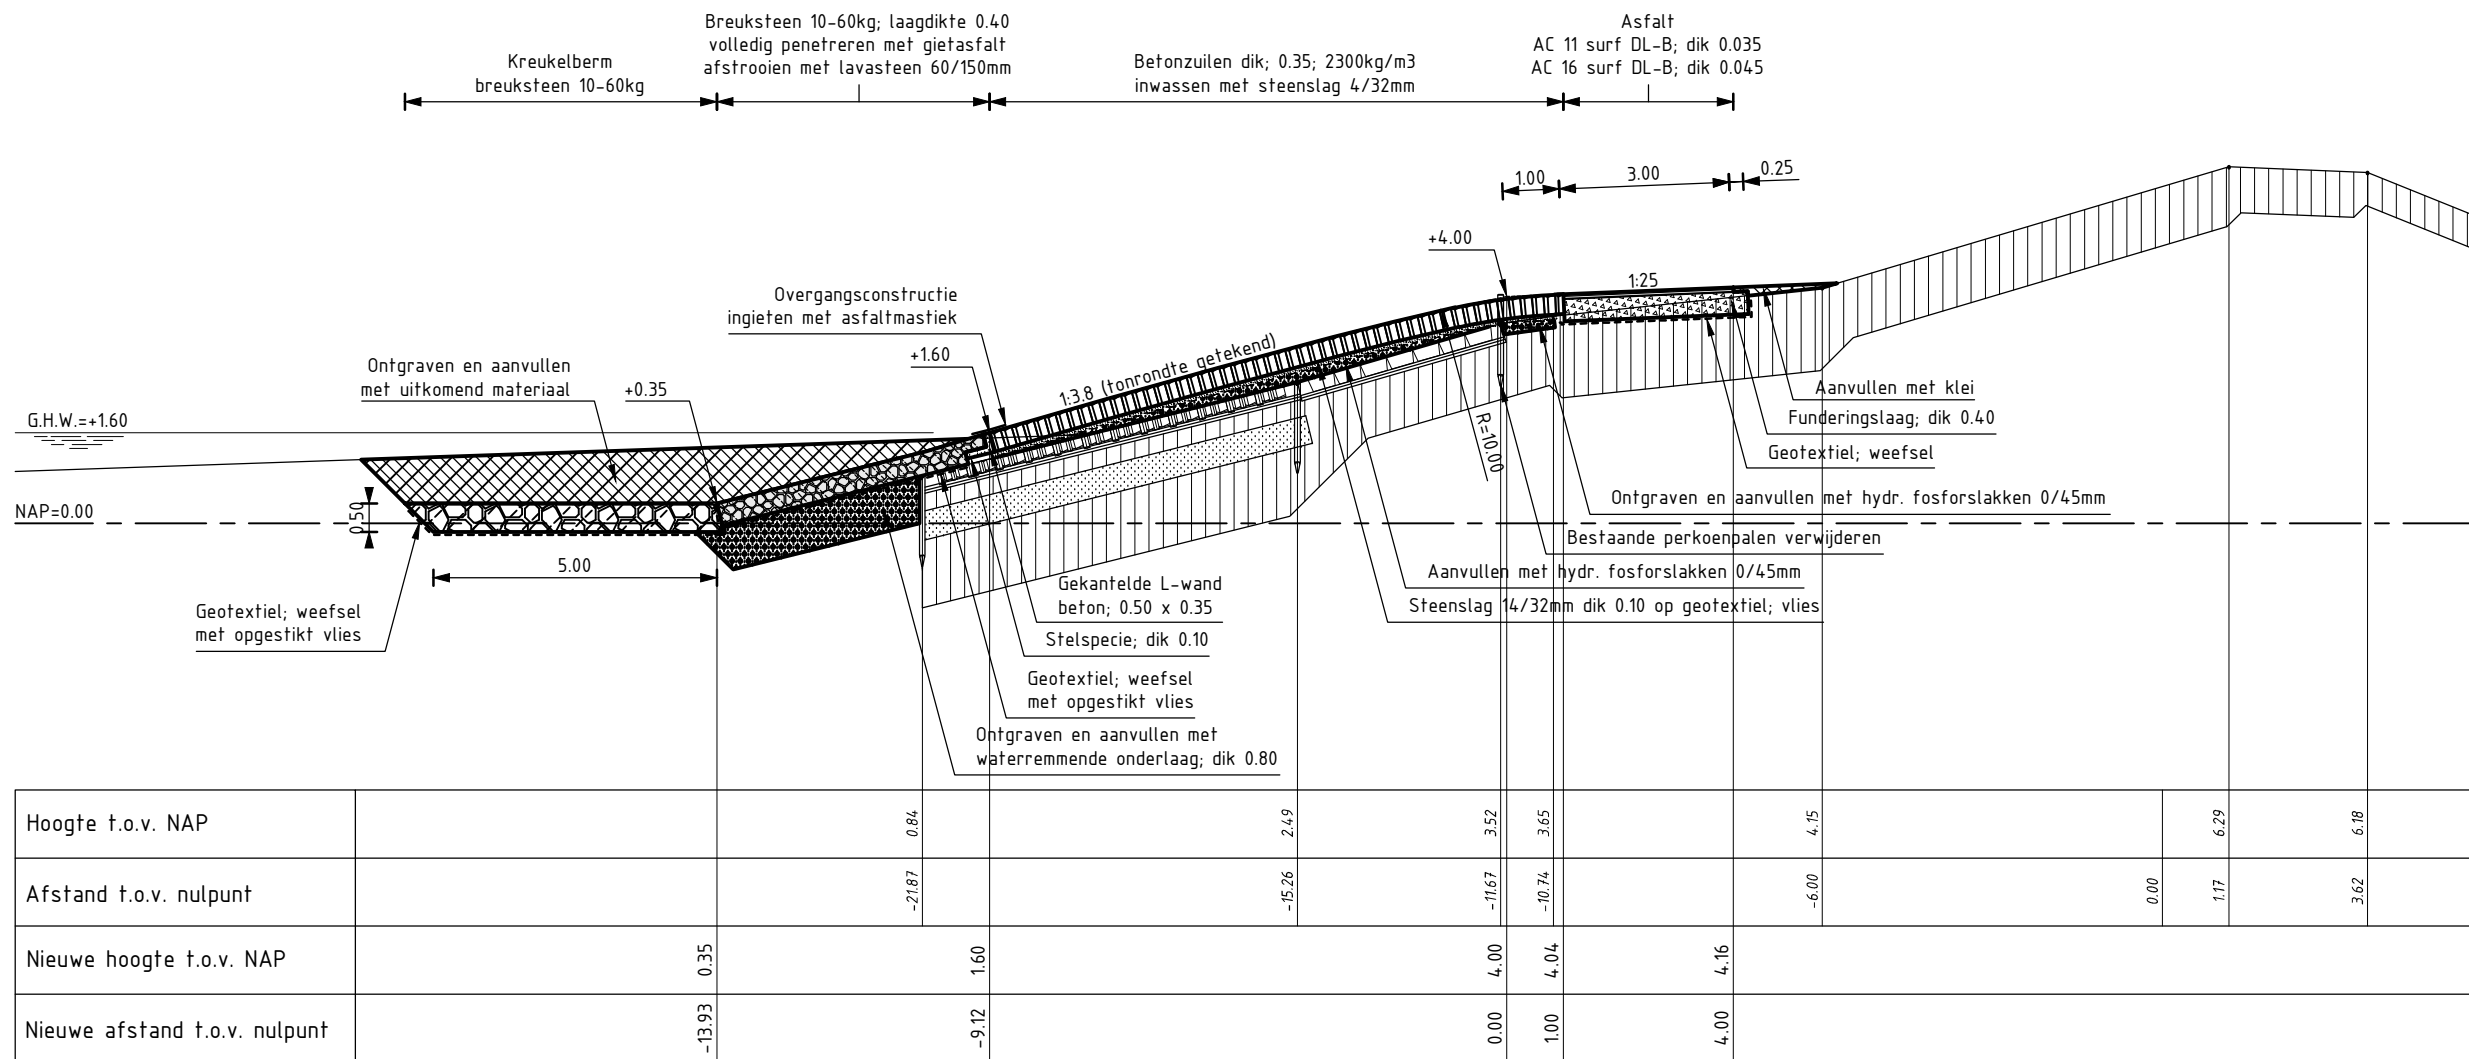 Kreukelberm
breuksteen 10-60kg
Breuksteen 10-60kg; laagdikte 0.40
volledig penetreren met gietasfalt
afstrooien met lavasteen 60/150mm
Betonzuilen dik; 0.35; 2300kg/m3
inwassen met steenslag 4/32mm
Asfalt
AC 11 surf DL-B; dik 0.035
AC 16 surf DL-B; dik 0.045
1.00
3.00
0.25
+4.00
1:25
Overgangsconstructie
ingieten met asfaltmastiek
+1.60
1:3.8 (tonrondte getekend)
Ontgraven en aanvullen
met uitkomend materiaal
+0.35
G.H.W.=+1.60
NAP=0.00
0.50
5.00
R=10.00
Aanvullen met klei
Funderingslaag; dik 0.40
Geotextiel; weefsel
Ontgraven en aanvullen met hydr. fosforslakken 0/45mm
Bestaande perkoenpalen verwijderen
Aanvullen met hydr. fosforslakken 0/45mm
Steenslag 14/32mm dik 0.10 op geotextiel; vlies
Geotextiel; weefsel
met opgestikt vlies
Gekantelde L-wand
beton; 0.50 x 0.35
Stelspecie; dik 0.10
Geotextiel; weefsel
met opgestikt vlies
Ontgraven en aanvullen met
waterremmende onderlaag; dik 0.80
Hoogte t.o.v. NAP 0.84 2.49 3.52 3.65 4.15 6.29 6.18
Afstand t.o.v. nulpunt -21.87 -15.26 -11.67 -10.74 -6.00 0.00 1.17 3.62
Nieuwe hoogte t.o.v. NAP 0.35 1.60 4.00 4.04 4.16
Nieuwe afstand t.o.v. nulpunt -13.93 -9.12 0.00 1.00 4.00